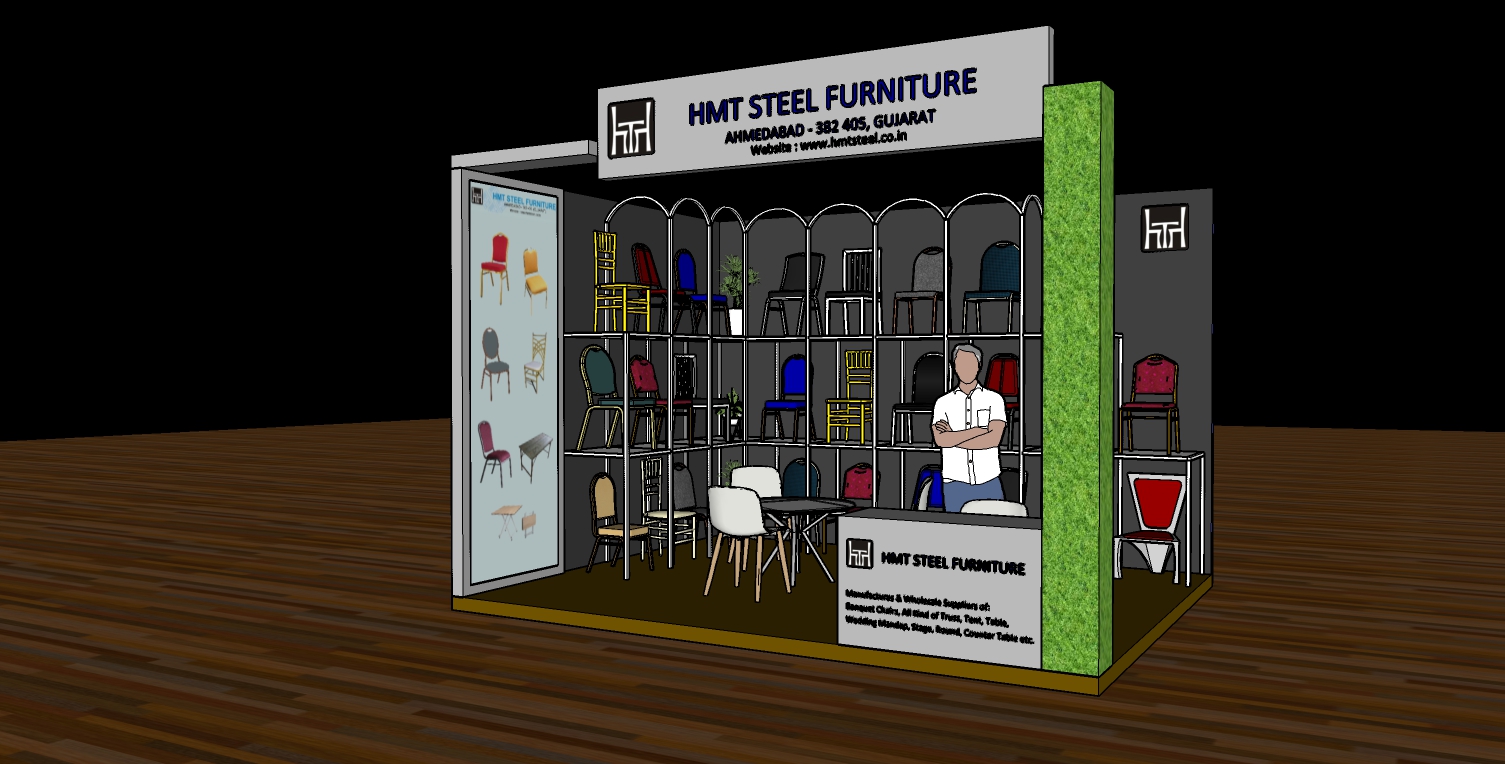 HMT STEEL FURNITURE
AHMEDABAD - 382 405, GUJARAT
Website : www.hmtsteel.co.in
HMT STEEL FURNITURE
HMT STEEL FURNITURE
Manufactures & Wholesale Suppliers of:
Banquet Chairs, All Kind of Truss, Tent, Table,
Wedding Mandap, Stage, Round, Counter Table etc.